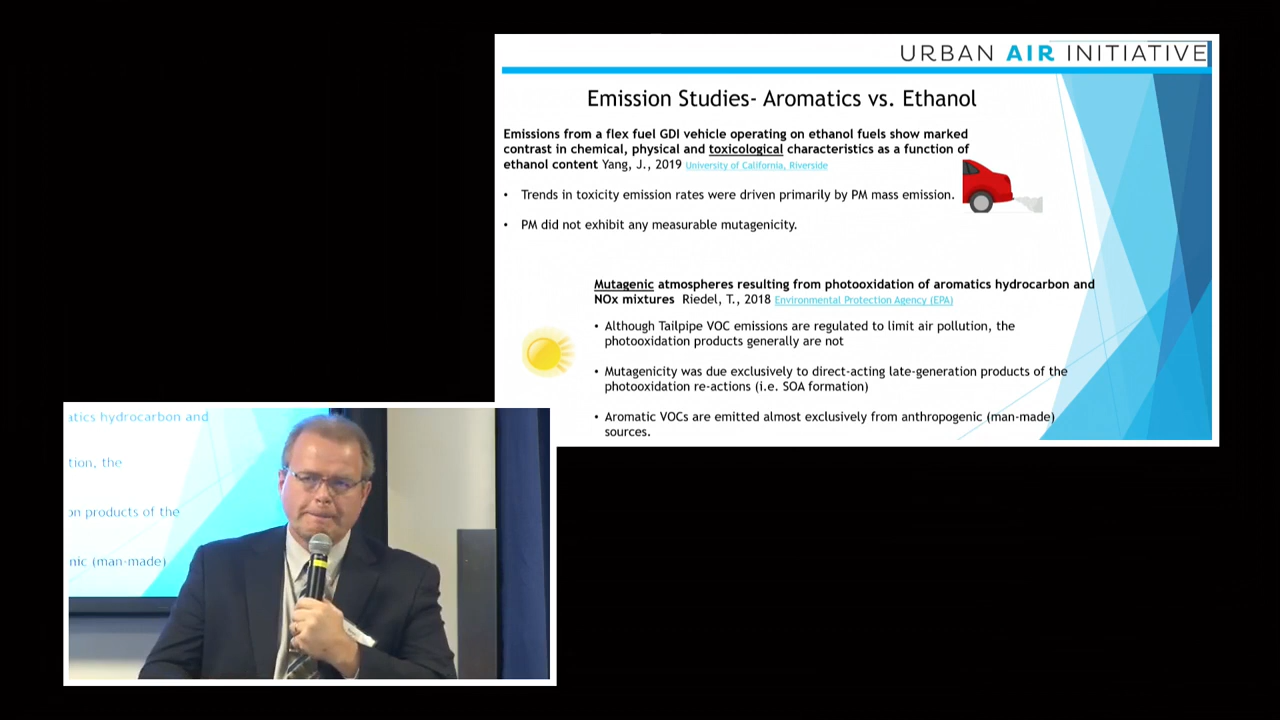 URBAN AIR INITIATIVE
Emission Studies- Aromatics vs. Ethanol
Emissions from a flex fuel GDI vehicle operating on ethanol fuels show marked
contrast in chemical, physical and toxicological characteristics as a function of
ethanol content Yang, J., 2019 University of California, Riverside
• Trends in toxicity emission rates were driven primarily by PM mass emission.
• PM did not exhibit any measurable mutagenicity.
Mutagenic atmospheres resulting from photooxidation of aromatics hydrocarbon and
NOx mixtures Riedel, T., 2018 Environmental Protection Agency (EPA)
• Although Tailpipe VOC emissions are regulated to limit air pollution, the
photooxidation products generally are not
• Mutagenicity was due exclusively to direct-acting late-generation products of the
photooxidation re-actions (i.e. SOA formation)
• Aromatic VOCs are emitted almost exclusively from anthropogenic (man-made)
sources.
hydrocarbon and
tion, the
products of the
(man-made)